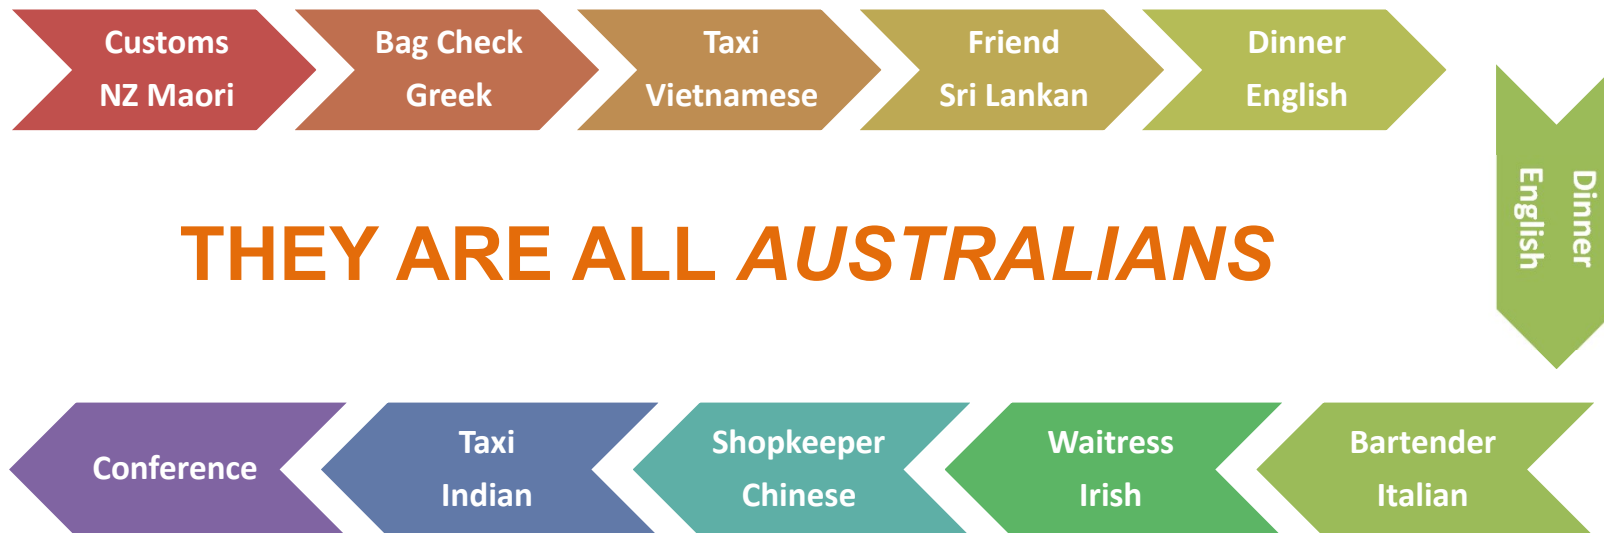 Customs
NZ Maori
Bag Check
Greek
Taxi
Vietnamese
Friend
Sri Lankan
Dinner
English
Dinner
English
THEY ARE ALL AUSTRALIANS
Conference
Taxi
Indian
Shopkeeper
Chinese
Waitress
Irish
Bartender
Italian